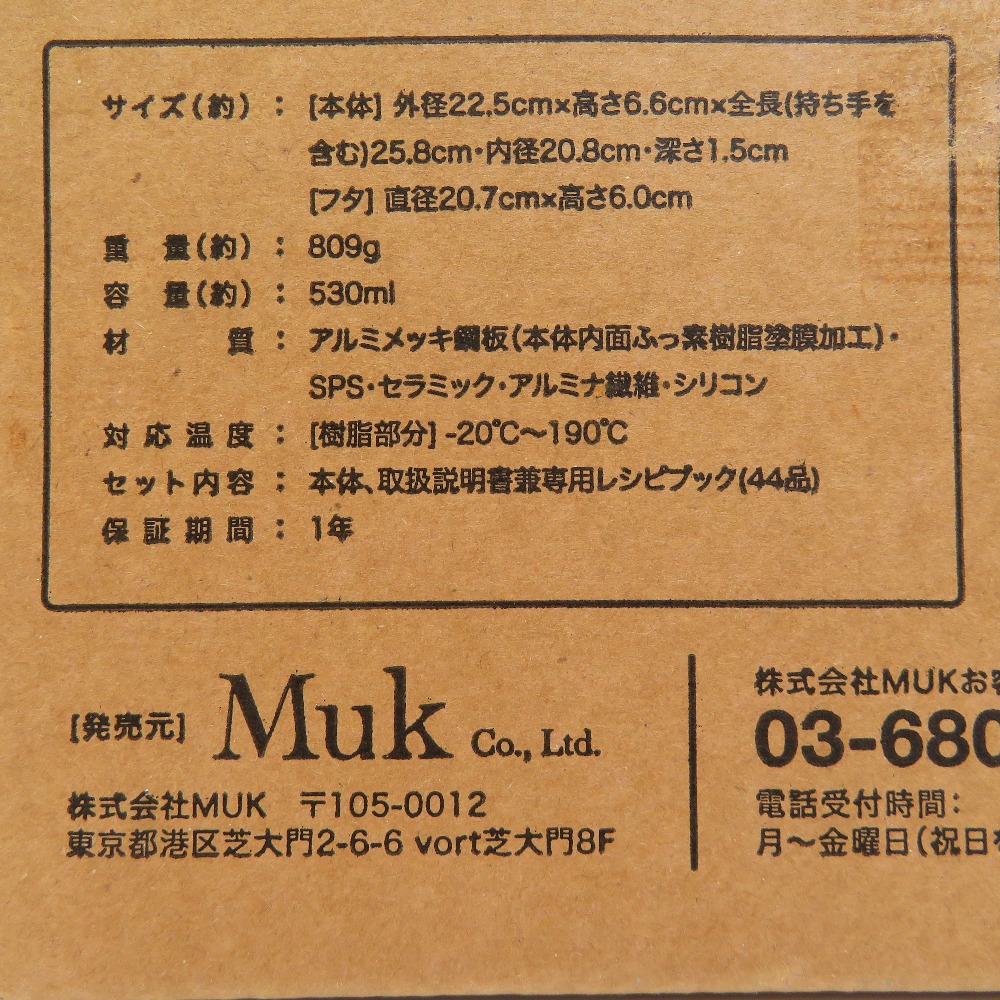 サイズ(約)：[本体] 外径22.5cm×高さ6.6cm×全長(持ち手を
含む)25.8cm・内径20.8cm・深さ1.5cm
[フタ] 直径20.7cm×高さ6.0cm
重量(約)：809g
容量(約)：530ml
材質：アルミメッキ鋼板(本体内面ふっ素樹脂塗膜加工)・
SPS・セラミック・アルミナ繊維・シリコン
対応温度：[樹脂部分] -20℃〜190℃
セット内容：本体、取扱説明書兼専用レシピブック(44品)
保証期間：1年
[発売元] Muk Co., Ltd.
株式会社MUK 〒105-0012
東京都港区芝大門2-6-6 vort芝大門8F
株式会社MUKお客
03-680
電話受付時間：
月〜金曜日(祝日を